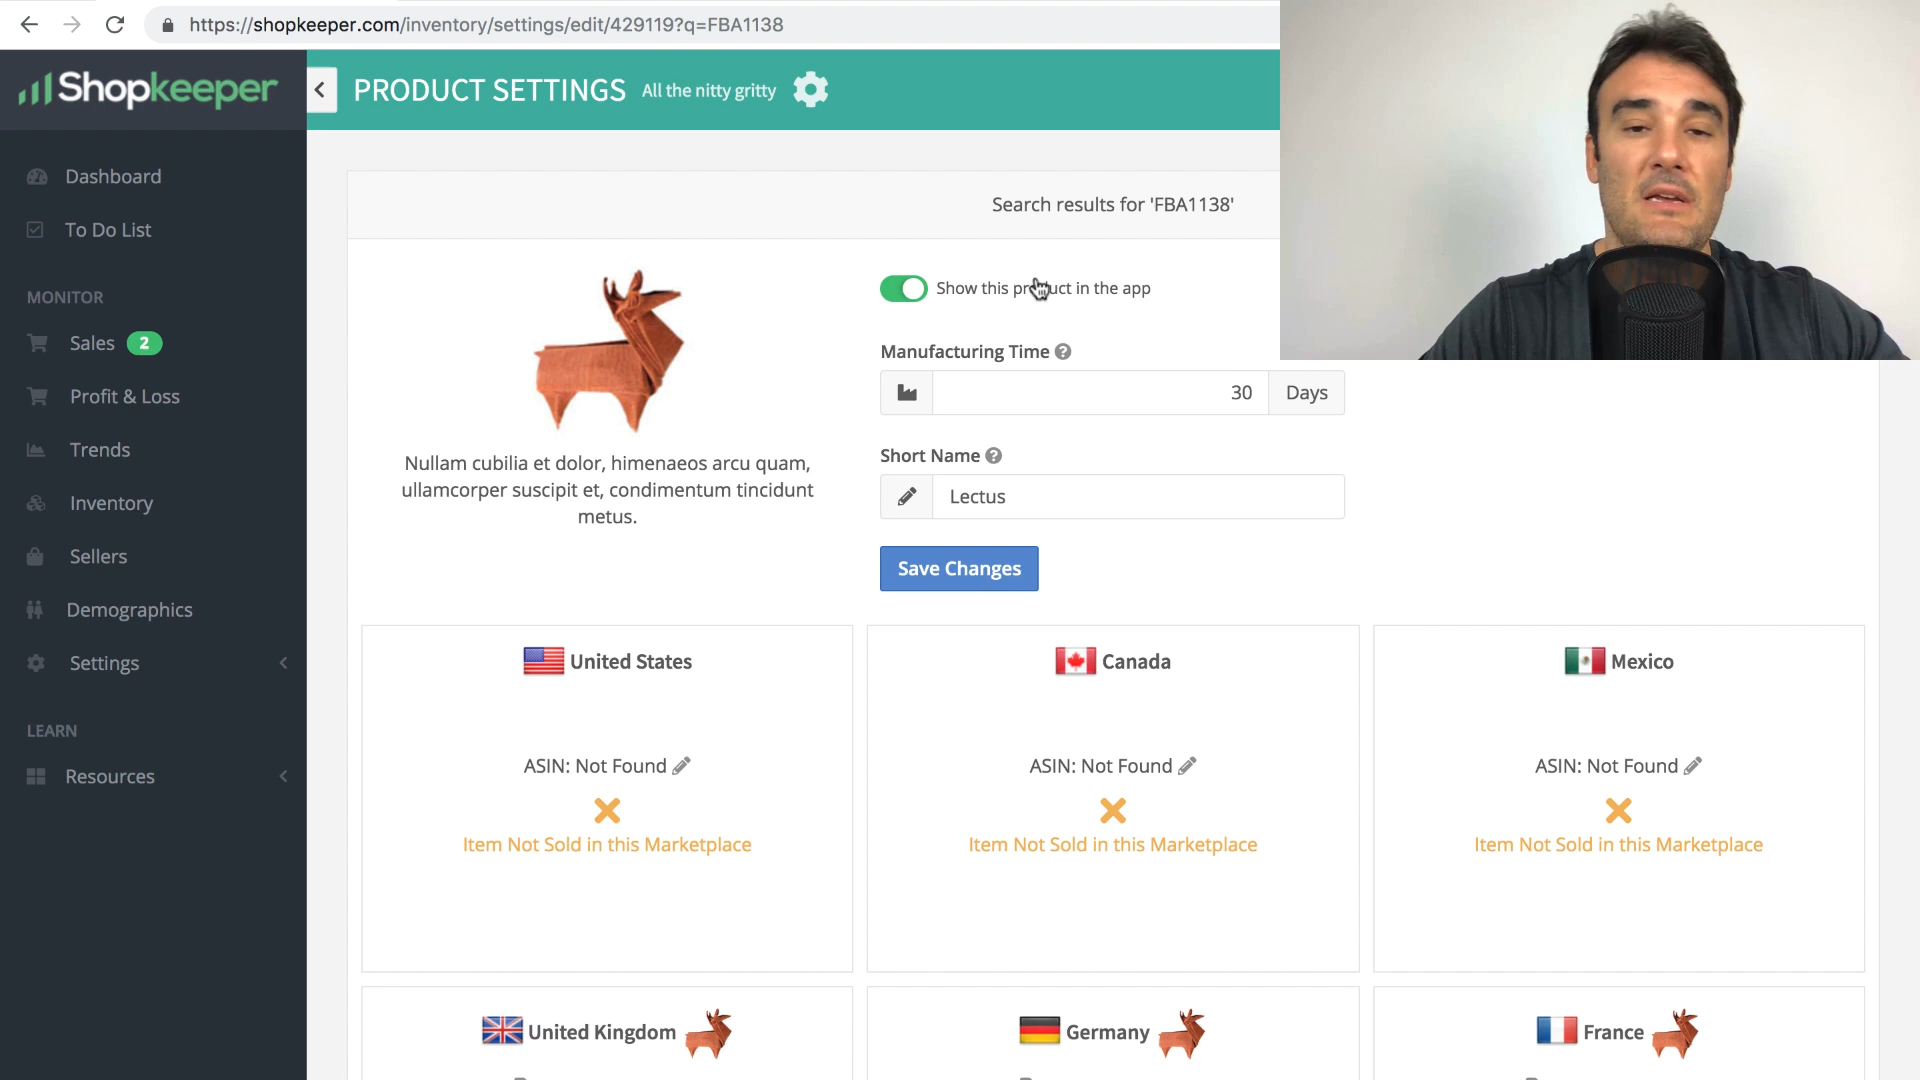 https://shopkeeper.com/inventory/settings/edit/429119?q=FBA1138
Shopkeeper
PRODUCT SETTINGS All the nitty gritty
Dashboard
To Do List
MONITOR
Sales 2
Profit & Loss
Trends
Inventory
Sellers
Demographics
Settings
LEARN
Resources
Search results for 'FBA1138'
Nullam cubilia et dolor, himenaeos arcu quam,
ullamcorper suscipit et, condimentum tincidunt
metus.
Show this product in the app
Manufacturing Time
30 Days
Short Name
Lectus
Save Changes
United States
ASIN: Not Found
Item Not Sold in this Marketplace
Canada
ASIN: Not Found
Item Not Sold in this Marketplace
Mexico
ASIN: Not Found
Item Not Sold in this Marketplace
United Kingdom
Germany
France